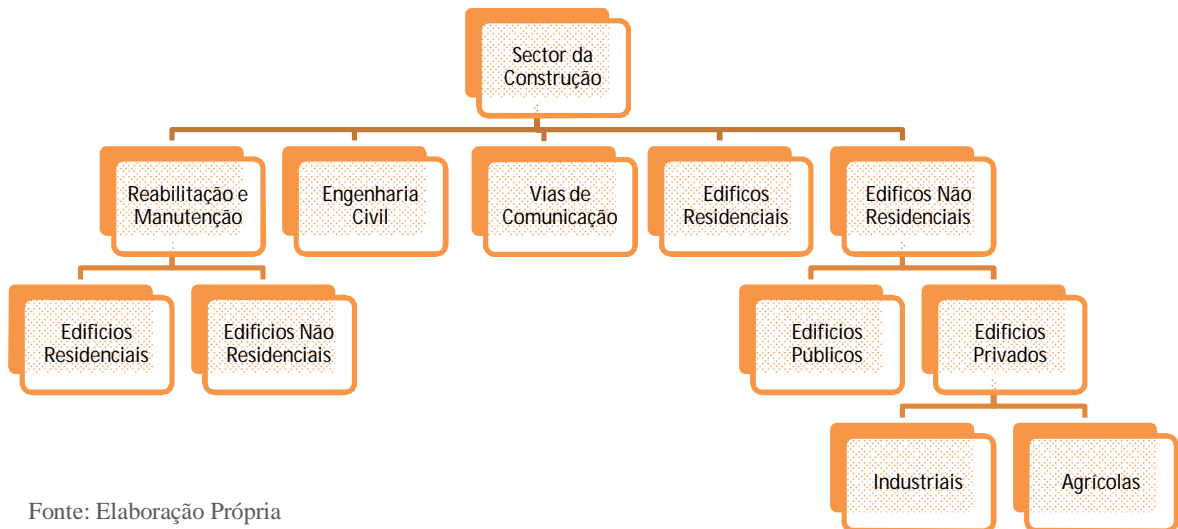 Sector da
Construção
Reabilitação e
Manutenção
Engenharia
Civil
Vias de
Comunicação
Edificos
Residenciais
Edificos Não
Residenciais
Edificios
Residenciais
Edificios Não
Residenciais
Edificios
Públicos
Edificios
Privados
Industriais
Agrícolas
Fonte: Elaboração Própria